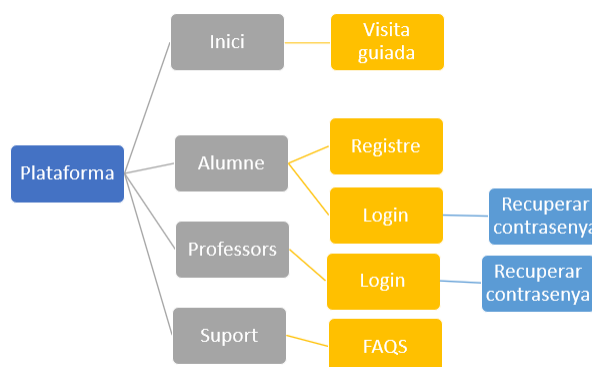 Inici
Visita
guiada
Plataforma
Alumne
Registre
Login
Recuperar
contrasenya
Professors
Login
Recuperar
contrasenya
Suport
FAQS